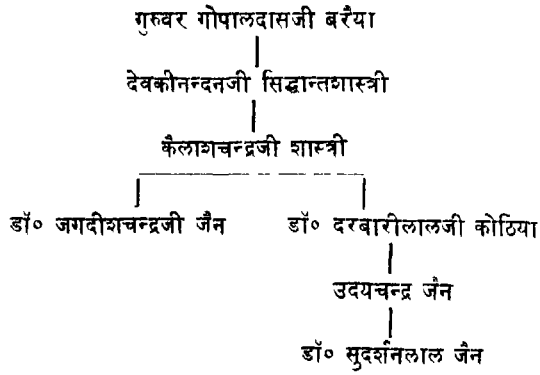 गुरुवर गोपालदासजी बरैया
देवकीनन्दनजी सिद्धान्तशास्त्री
कैलाशचन्द्रजी शास्त्री
डॉ० जगदीशचन्द्रजी जैन डॉ० दरबारीलालजी कोठिया
उदयचन्द्र जैन
डॉ० सुदर्शनलाल जैन